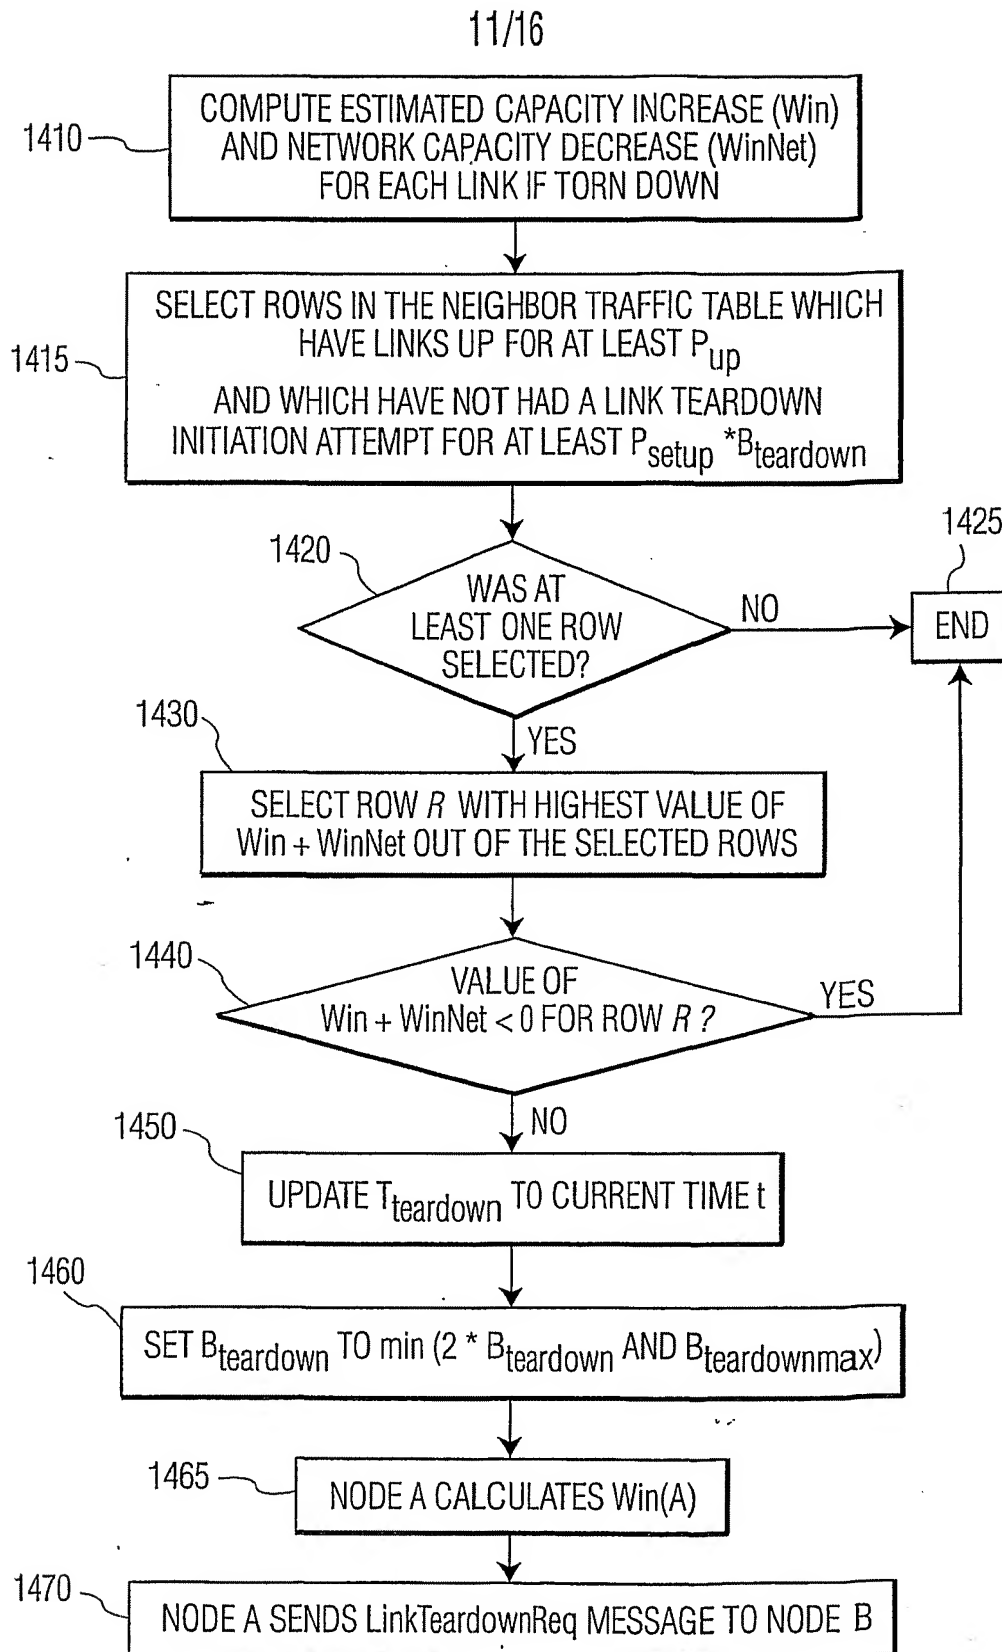 11/16
1410
COMPUTE ESTIMATED CAPACITY INCREASE (Win)
AND NETWORK CAPACITY DECREASE (WinNet)
FOR EACH LINK IF TORN DOWN
1415
SELECT ROWS IN THE NEIGHBOR TRAFFIC TABLE WHICH
HAVE LINKS UP FOR AT LEAST Pup
AND WHICH HAVE NOT HAD A LINK TEARDOWN
INITIATION ATTEMPT FOR AT LEAST Psetup *Bteardown
1420
WAS AT
LEAST ONE ROW
SELECTED?
NO
1425
END
YES
1430
SELECT ROW R WITH HIGHEST VALUE OF
Win + WinNet OUT OF THE SELECTED ROWS
1440
VALUE OF
Win + WinNet < 0 FOR ROW R ?
YES
NO
1450
UPDATE Tteardown TO CURRENT TIME t
1460
SET Bteardown TO min (2 * Bteardown AND Bteardownmax)
1465
NODE A CALCULATES Win(A)
1470
NODE A SENDS LinkTeardownReq MESSAGE TO NODE B